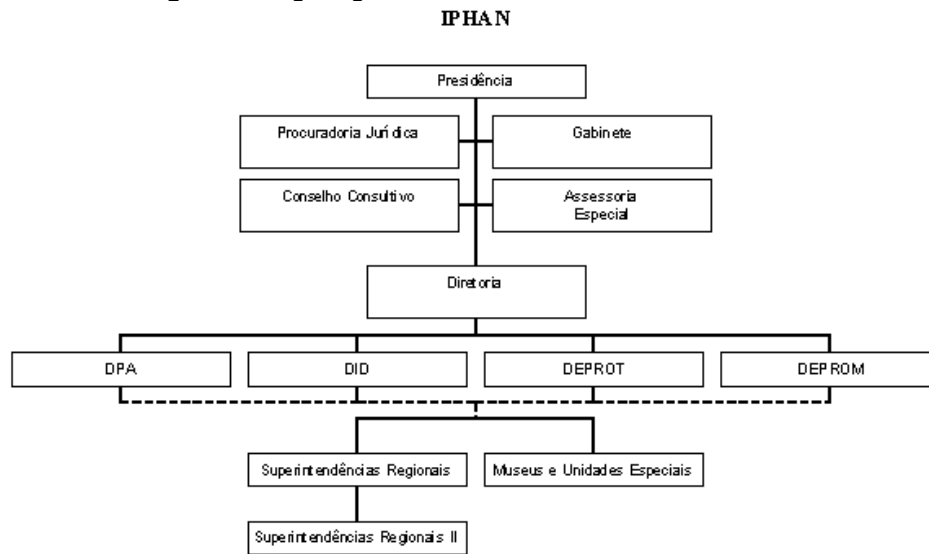 IPHAN
Presidência
Procuradoria Jurídica
Gabinete
Conselho Consultivo
Assessoria
Especial
Diretoria
DPA
DID
DEPROT
DEPROM
Superintendências Regionais
Museus e Unidades Especiais
Superintendências Regionais II